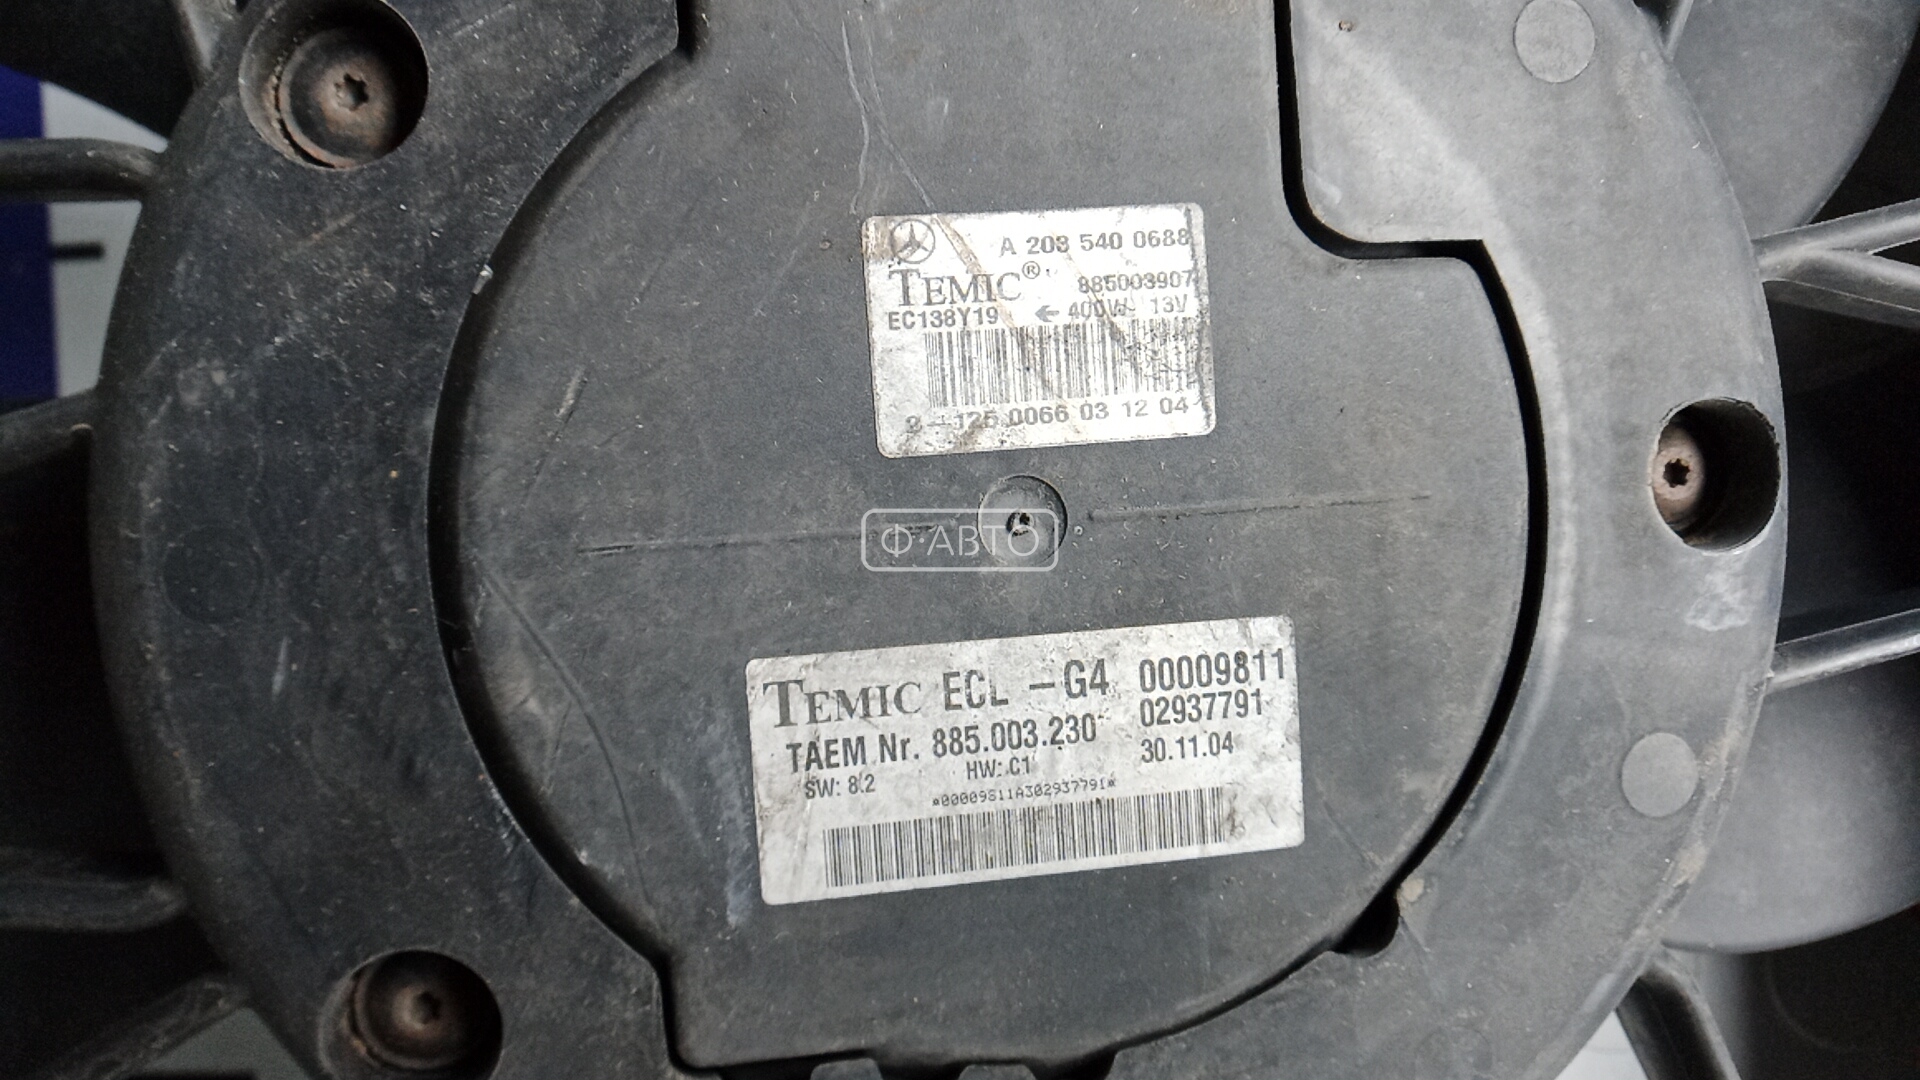 A 203 540 0688
TEMIC® 885003907
EC138Y19 ← 400W 13V
0066 03 12 04
Ф·АВТО
TEMIC ECL -G4 00009811
TAEM Nr. 885.003.230 02937791
SW: 8.2 HW: C1 30.11.04
*00009811A302937791*